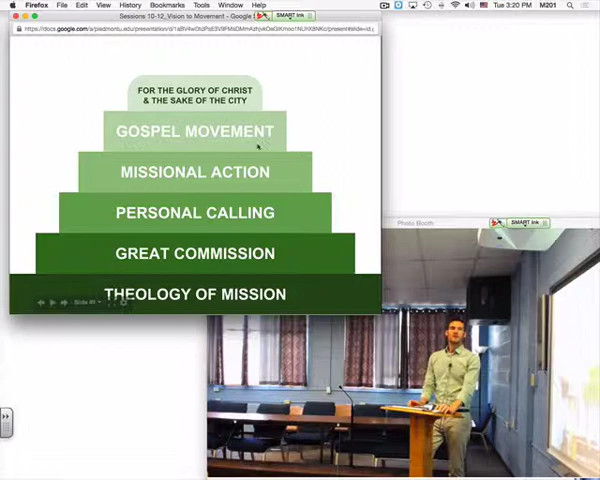 Firefox File Edit View History Bookmarks Tools Window Help
Tue 3:20 PM M201
Sessions 10-12_Vision to Movement - Google
SMART Ink
FOR THE GLORY OF CHRIST
& THE SAKE OF THE CITY
GOSPEL MOVEMENT
MISSIONAL ACTION
PERSONAL CALLING
GREAT COMMISSION
THEOLOGY OF MISSION
Photo Booth
SMART Ink